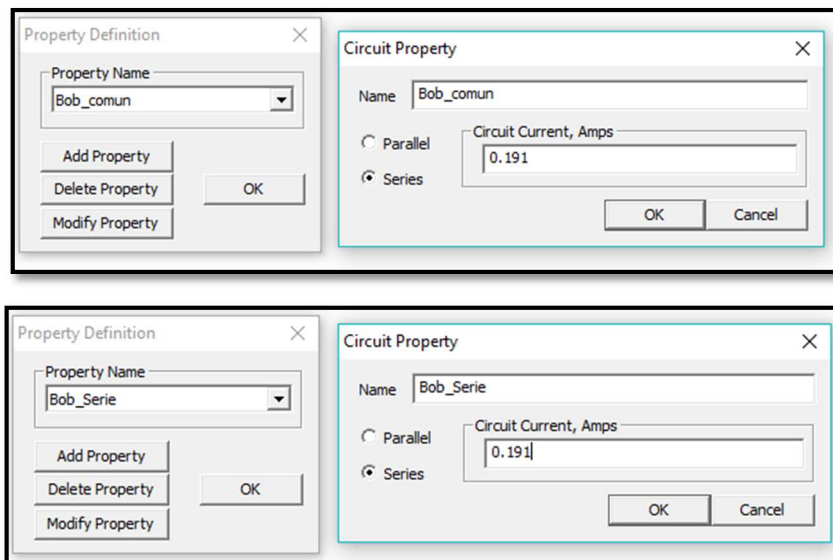 Property Definition
Property Name
Bob_comun
Add Property
Delete Property
OK
Modify Property
Circuit Property
Name Bob_comun
Parallel
Series
Circuit Current, Amps
0.191
OK Cancel
Property Definition
Property Name
Bob_Serie
Add Property
Delete Property
OK
Modify Property
Circuit Property
Name Bob_Serie
Parallel
Series
Circuit Current, Amps
0.191
OK Cancel